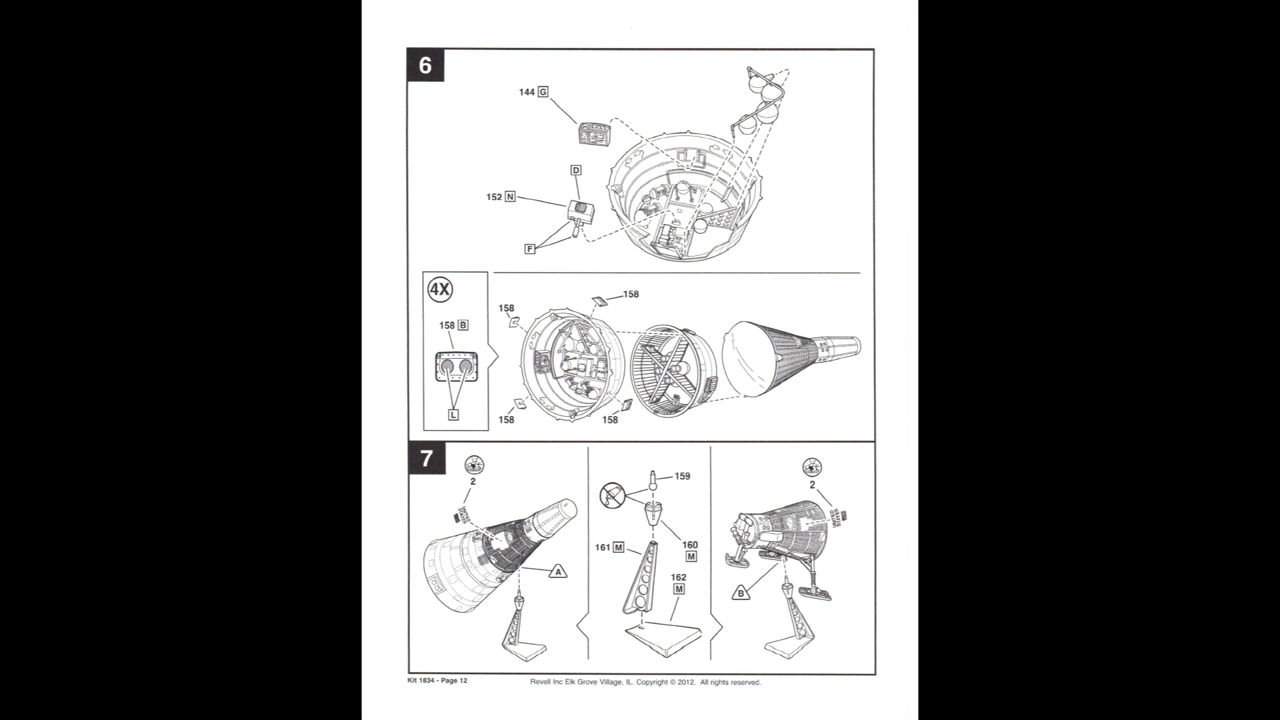 6
144 G
D
152 N
F
4X
158 B
L
158
158
158
158
7
2
A
159
161 M
160
M
162
M
2
B
Kit 1834 - Page 12
Revell Inc Elk Grove Village, IL. Copyright © 2012. All rights reserved.